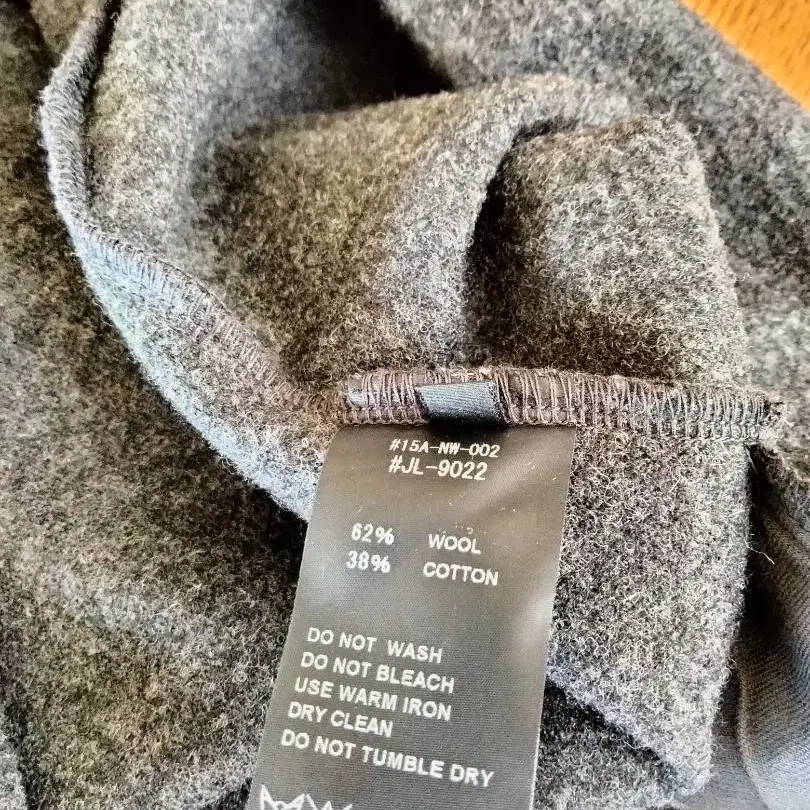 #15A-NW-002
#JL-9022
62% WOOL
38% COTTON
DO NOT WASH
DO NOT BLEACH
USE WARM IRON
DRY CLEAN
DO NOT TUMBLE DRY